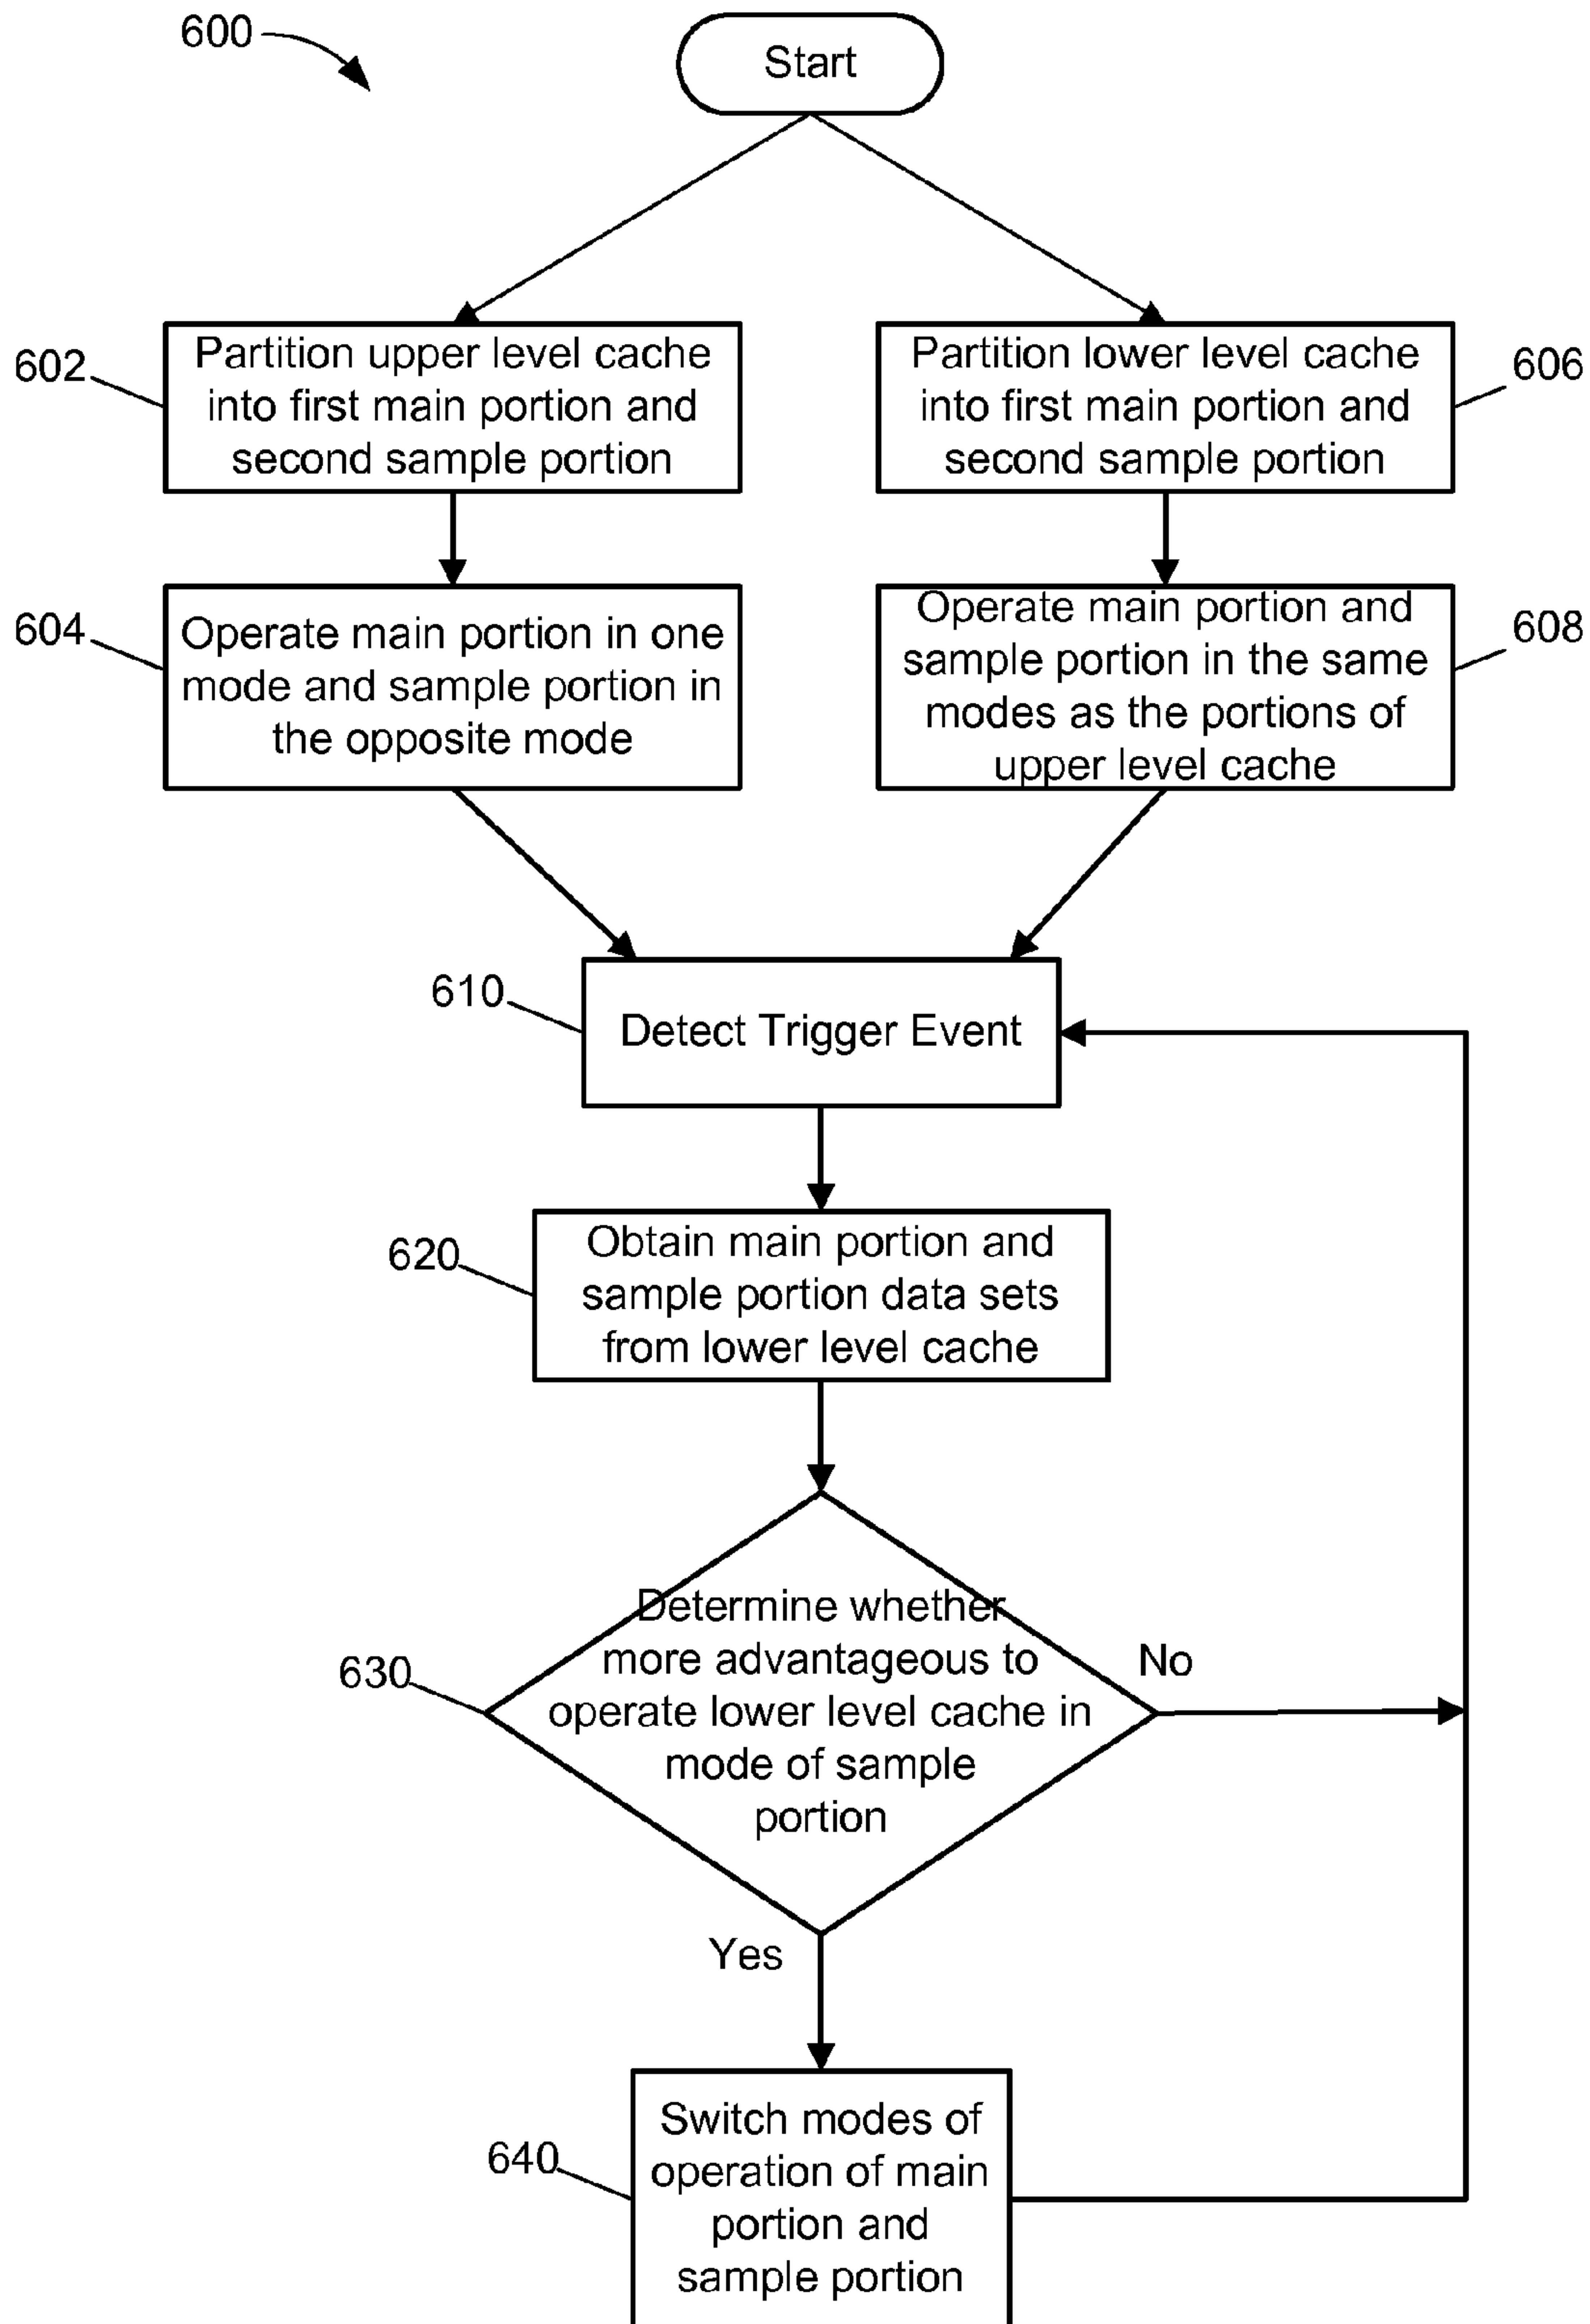 600
Start
602
Partition upper level cache
into first main portion and
second sample portion
Partition lower level cache
into first main portion and
second sample portion
606
604
Operate main portion in one
mode and sample portion in
the opposite mode
Operate main portion and
sample portion in the same
modes as the portions of
upper level cache
608
610
Detect Trigger Event
620
Obtain main portion and
sample portion data sets
from lower level cache
630
Determine whether
more advantageous to
operate lower level cache in
mode of sample
portion
No
Yes
640
Switch modes of
operation of main
portion and
sample portion